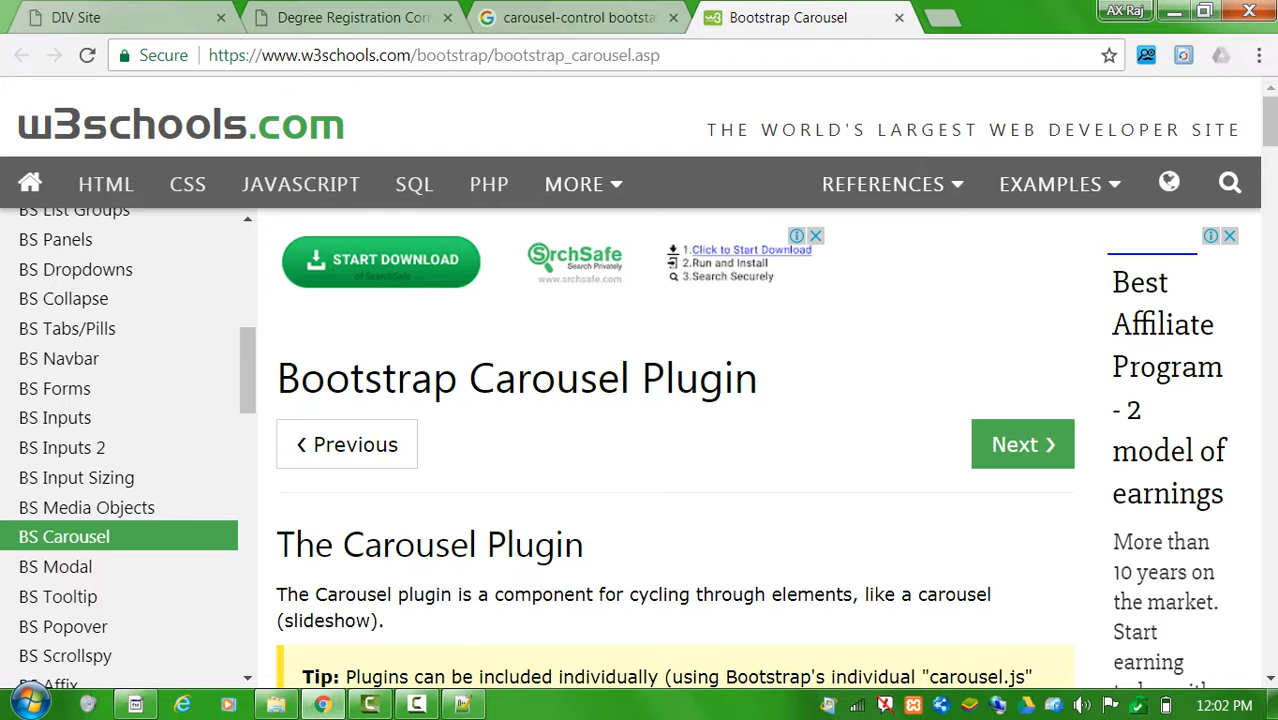 DIV Site
Degree Registration Con
carousel-control bootsta
Bootstrap Carousel
AX Raj
Secure
https://www.w3schools.com/bootstrap/bootstrap_carousel.asp
w3schools.com
THE WORLD'S LARGEST WEB DEVELOPER SITE
HTML
CSS
JAVASCRIPT
SQL
PHP
MORE
REFERENCES
EXAMPLES
BS List Groups
BS Panels
BS Dropdowns
BS Collapse
BS Tabs/Pills
BS Navbar
BS Forms
BS Inputs
BS Inputs 2
BS Input Sizing
BS Media Objects
BS Carousel
BS Modal
BS Tooltip
BS Popover
BS Scrollspy
BS Affix
START DOWNLOAD
of SearchSafe
SrchSafe
Search Privately
www.srchsafe.com
1.Click to Start Download
2.Run and Install
3.Search Securely
Bootstrap Carousel Plugin
❮ Previous
Next ❯
The Carousel Plugin
The Carousel plugin is a component for cycling through elements, like a carousel
(slideshow).
Tip: Plugins can be included individually (using Bootstrap's individual "carousel.js"
Best
Affiliate
Program
- 2
model of
earnings
More than
10 years on
the market.
Start
earning
12:02 PM